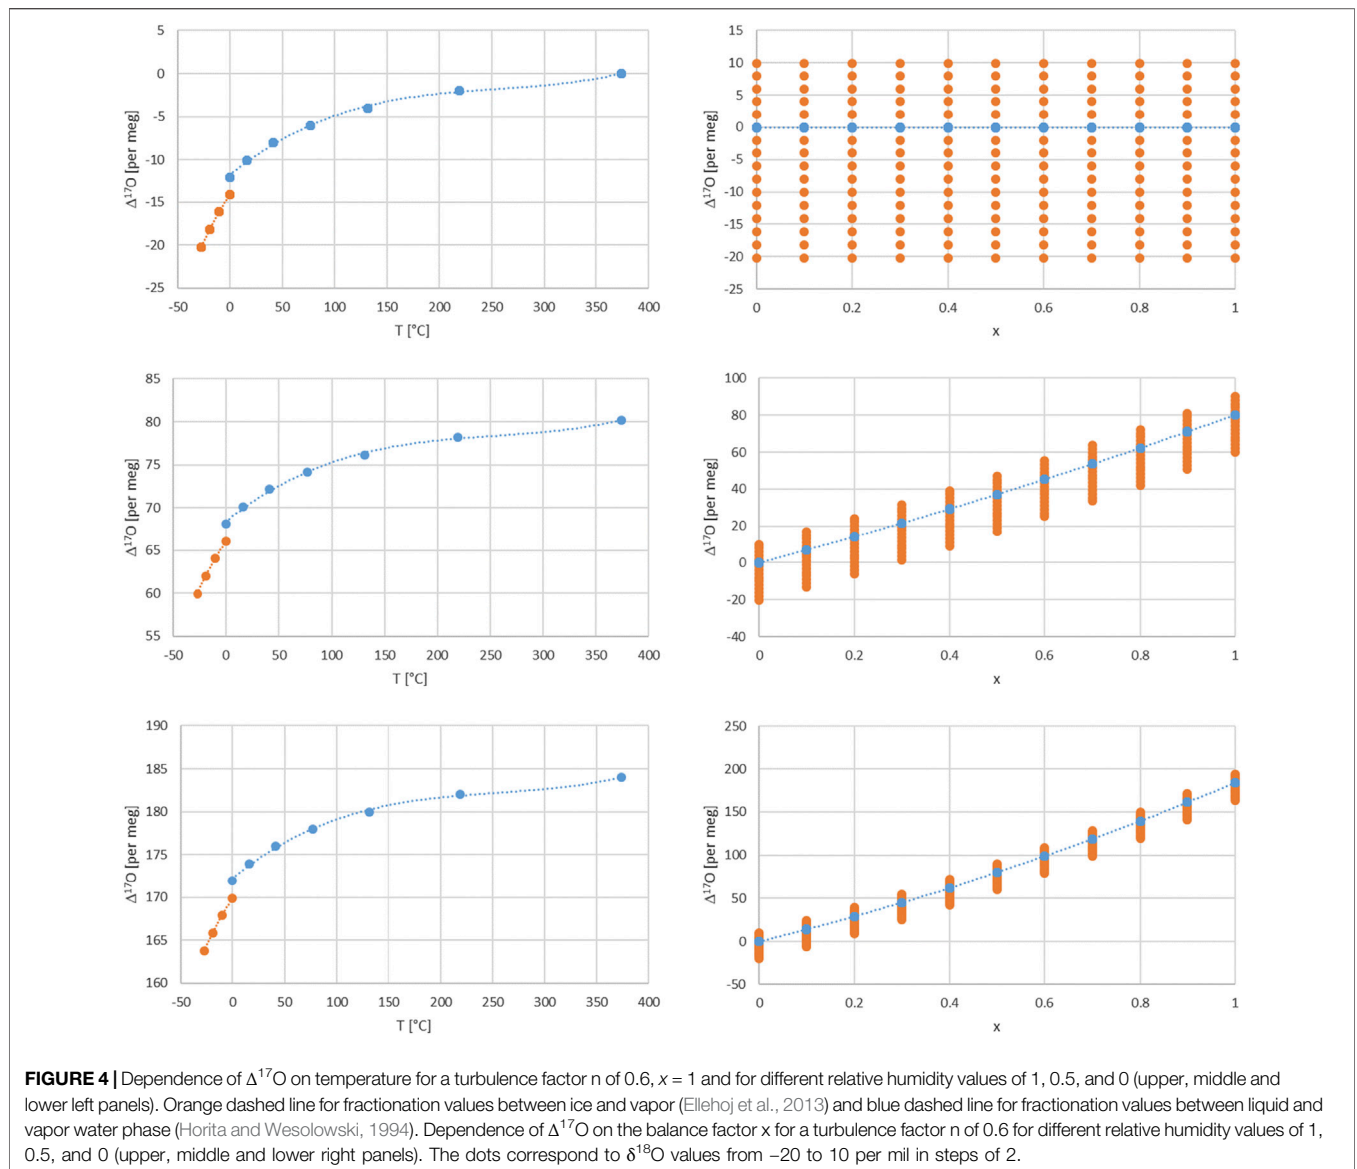 5
0
-5
-10
-15
-20
-25
Δ¹⁷O [per meg]
-50 0 50 100 150 200 250 300 350 400
T [°C]
15
10
5
0
-5
-10
-15
-20
-25
Δ¹⁷O [per meg]
0 0.2 0.4 0.6 0.8 1
x
85
80
75
70
65
60
55
Δ¹⁷O [per meg]
-50 0 50 100 150 200 250 300 350 400
T [°C]
100
80
60
40
20
0
-20
-40
Δ¹⁷O [per meg]
0 0.2 0.4 0.6 0.8 1
x
190
185
180
175
170
165
160
Δ¹⁷O [per meg]
-50 0 50 100 150 200 250 300 350 400
T [°C]
250
200
150
100
50
0
-50
Δ¹⁷O [per meg]
0 0.2 0.4 0.6 0.8 1
x
FIGURE 4 | Dependence of Δ¹⁷O on temperature for a turbulence factor n of 0.6, x = 1 and for different relative humidity values of 1, 0.5, and 0 (upper, middle and
lower left panels). Orange dashed line for fractionation values between ice and vapor (Ellehoj et al., 2013) and blue dashed line for fractionation values between liquid and
vapor water phase (Horita and Wesolowski, 1994). Dependence of Δ¹⁷O on the balance factor x for a turbulence factor n of 0.6 for different relative humidity values of 1,
0.5, and 0 (upper, middle and lower right panels). The dots correspond to δ¹⁸O values from −20 to 10 per mil in steps of 2.